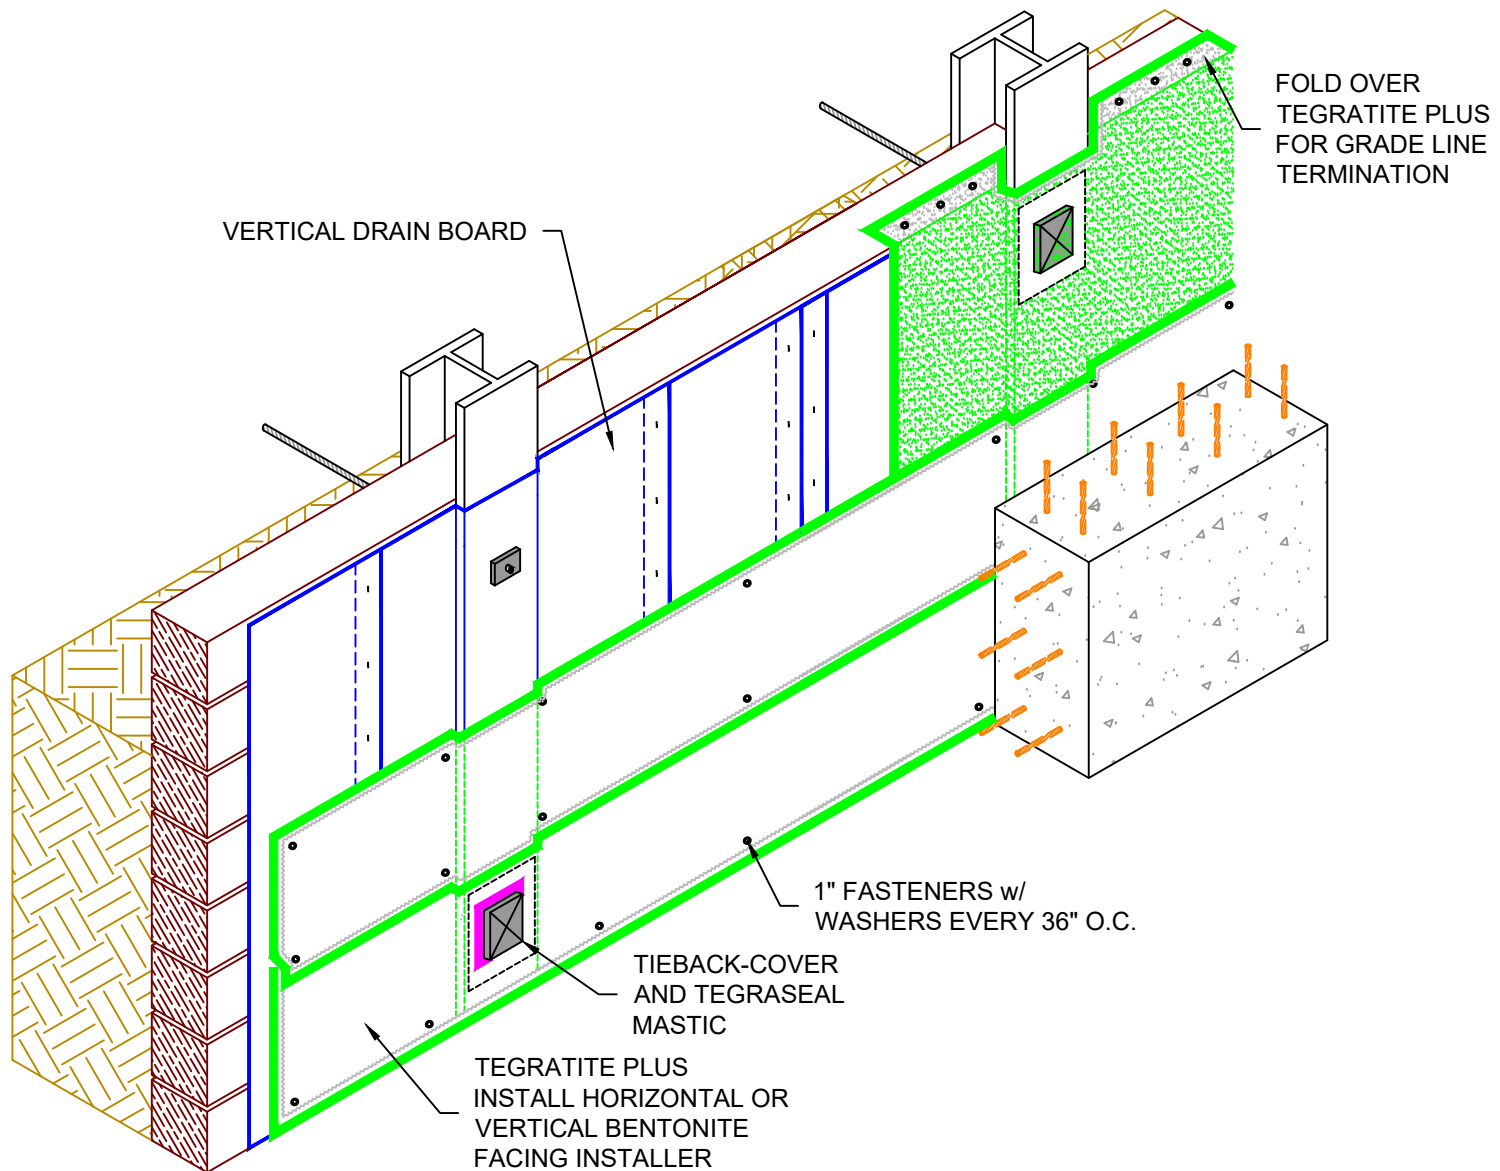 FOLD OVER
TEGRATITE PLUS
FOR GRADE LINE
TERMINATION
VERTICAL DRAIN BOARD
1" FASTENERS w/
WASHERS EVERY 36" O.C.
TIEBACK-COVER
AND TEGRASEAL
MASTIC
TEGRATITE PLUS
INSTALL HORIZONTAL OR
VERTICAL BENTONITE
FACING INSTALLER